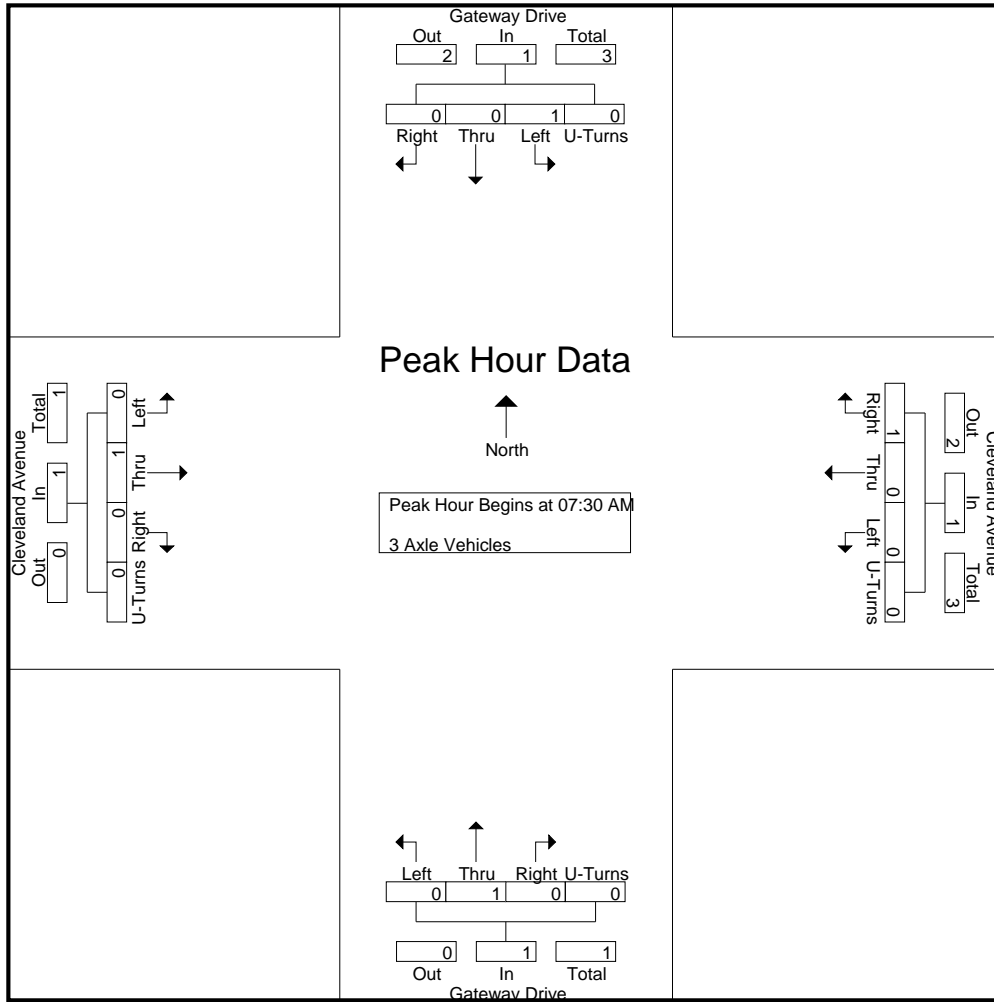 Gateway Drive
Out In Total
2 1 3
0 0 1 0
Right Thru Left U-Turns
Peak Hour Data
North
Peak Hour Begins at 07:30 AM
3 Axle Vehicles
Cleveland Avenue
Total In Out
1 1 0
0 1 0 0
Left Thru Right U-Turns
Cleveland Avenue
Out In Total
2 1 3
1 0 0 0
Right Thru Left U-Turns
Left Thru Right U-Turns
0 1 0 0
0 1 1
Out In Total
Gateway Drive